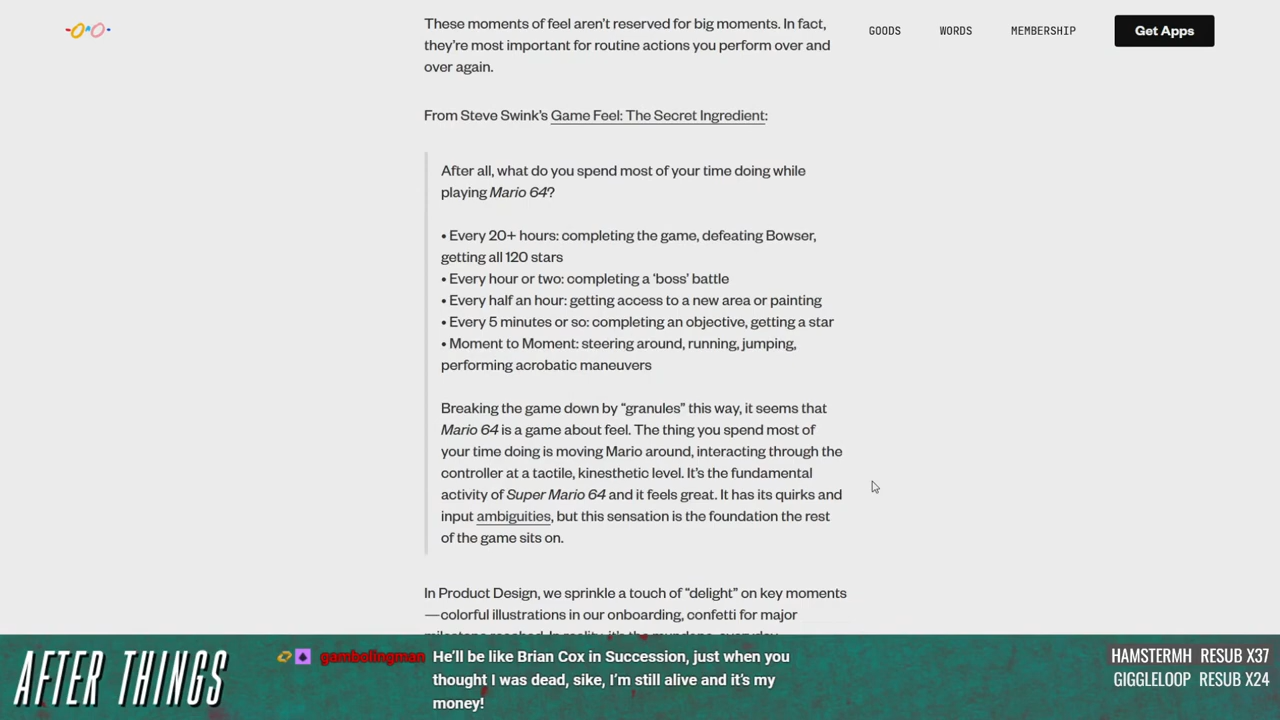 GOODS
WORDS
MEMBERSHIP
Get Apps
These moments of feel aren't reserved for big moments. In fact,
they're most important for routine actions you perform over and
over again.
From Steve Swink's Game Feel: The Secret Ingredient:
After all, what do you spend most of your time doing while
playing Mario 64?
• Every 20+ hours: completing the game, defeating Bowser,
getting all 120 stars
• Every hour or two: completing a 'boss' battle
• Every half an hour: getting access to a new area or painting
• Every 5 minutes or so: completing an objective, getting a star
• Moment to Moment: steering around, running, jumping,
performing acrobatic maneuvers
Breaking the game down by “granules” this way, it seems that
Mario 64 is a game about feel. The thing you spend most of
your time doing is moving Mario around, interacting through the
controller at a tactile, kinesthetic level. It's the fundamental
activity of Super Mario 64 and it feels great. It has its quirks and
input ambiguities, but this sensation is the foundation the rest
of the game sits on.
In Product Design, we sprinkle a touch of “delight” on key moments
—colorful illustrations in our onboarding, confetti for major
AFTER THINGS
gambolingman He'll be like Brian Cox in Succession, just when you
thought I was dead, sike, I'm still alive and it's my
money!
HAMSTERMH RESUB X37
GIGGLELOOP RESUB X24